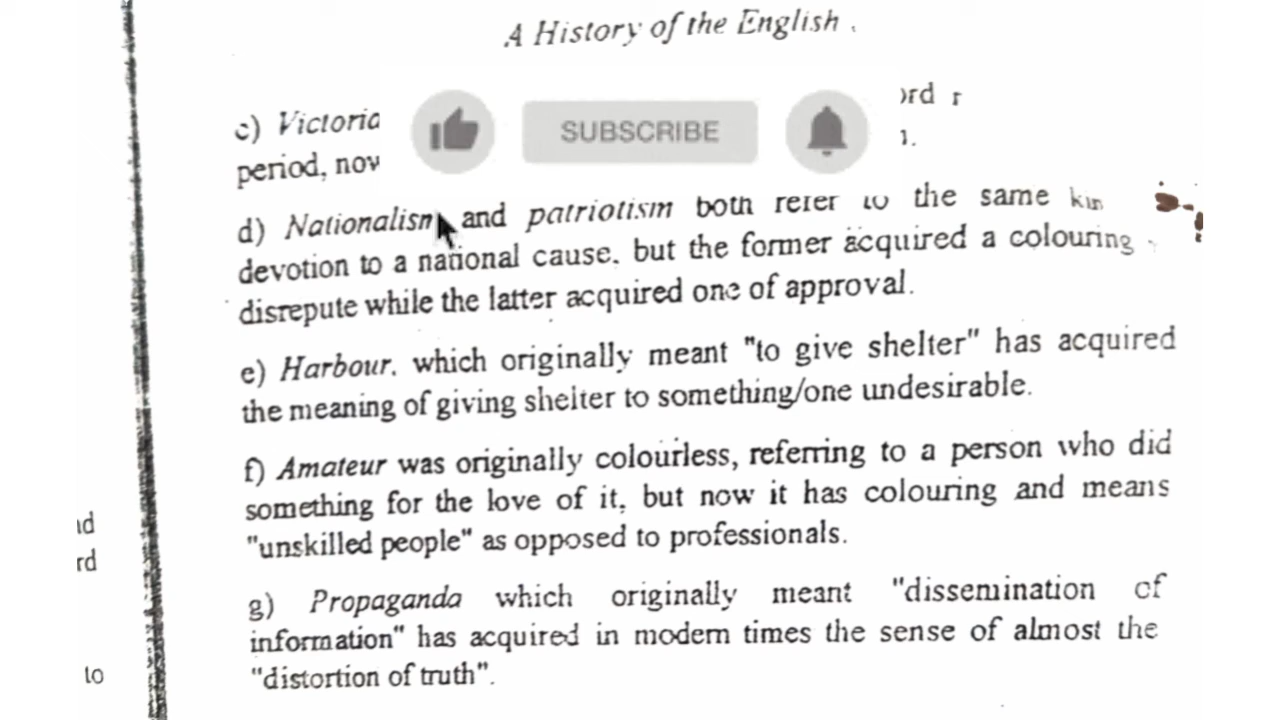 A History of the English
c) Victoria
SUBSCRIBE
period, now
d) Nationalism and patriotism both refer to the same
devotion to a national cause, but the former acquired a colouring
disrepute while the latter acquired one of approval.
e) Harbour, which originally meant "to give shelter" has acquired
the meaning of giving shelter to something/one undesirable.
f) Amateur was originally colourless, referring to a person who did
something for the love of it, but now it has colouring and means
"unskilled people" as opposed to professionals.
g) Propaganda which originally meant "dissemination of
information" has acquired in modern times the sense of almost the
"distortion of truth".
to